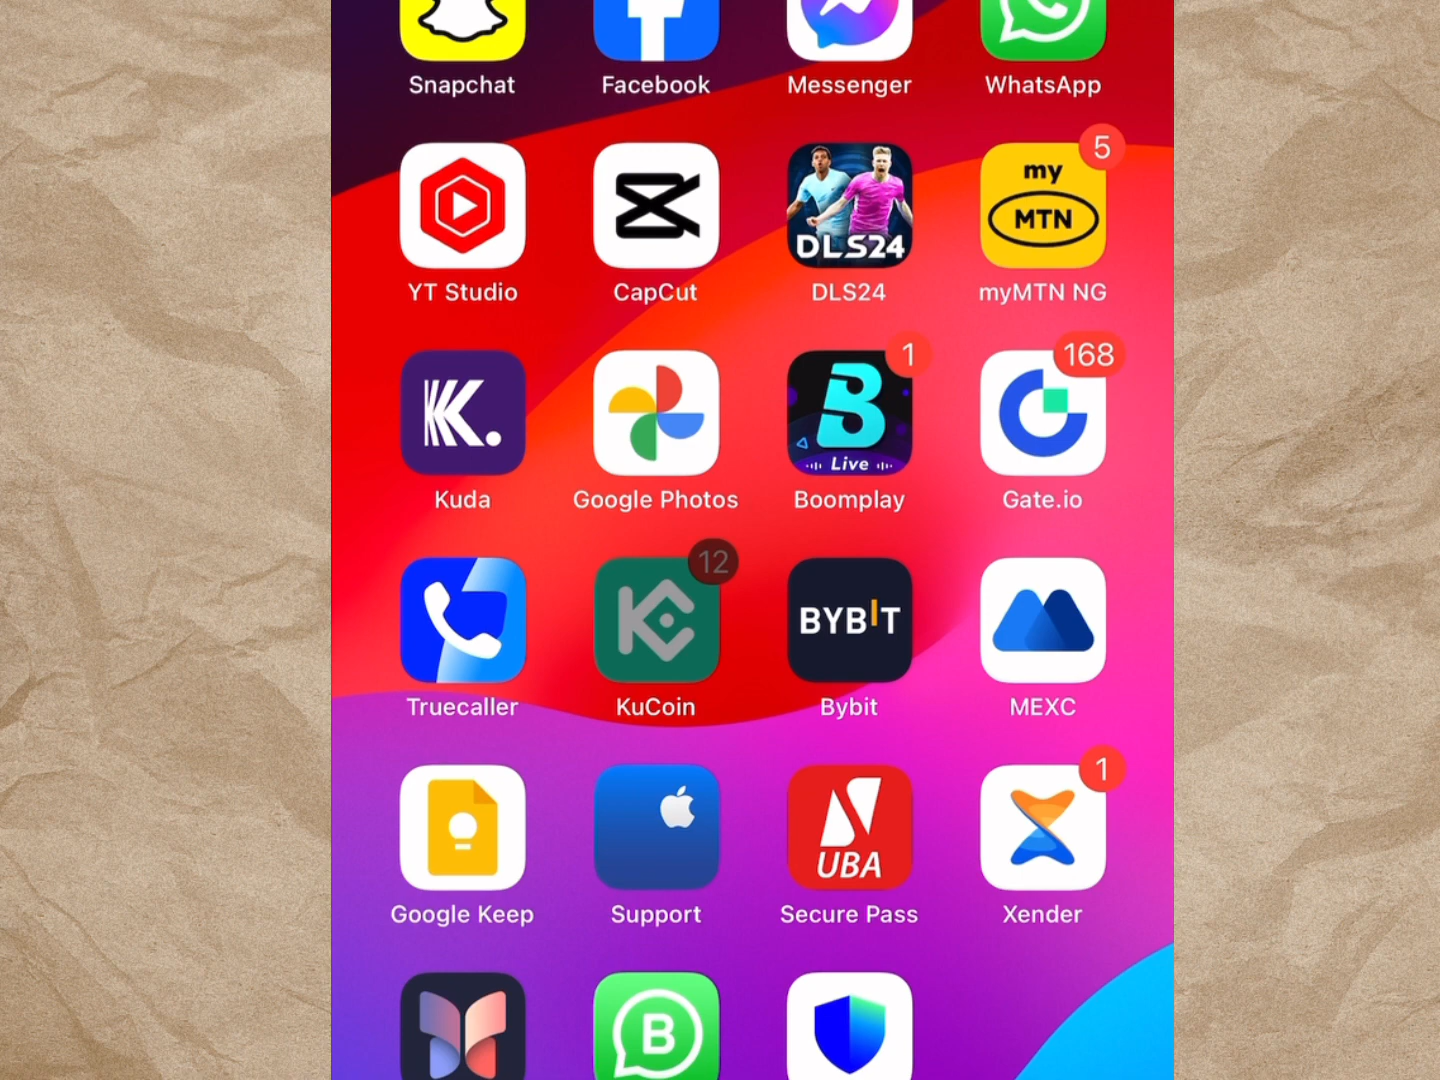 Snapchat Facebook Messenger WhatsApp
5
my
MTN
DLS24
YT Studio CapCut DLS24 myMTN NG
1 168
K.
B
Live
Kuda Google Photos Boomplay Gate.io
12
BYBIT
Truecaller KuCoin Bybit MEXC
1
UBA
Google Keep Support Secure Pass Xender
B